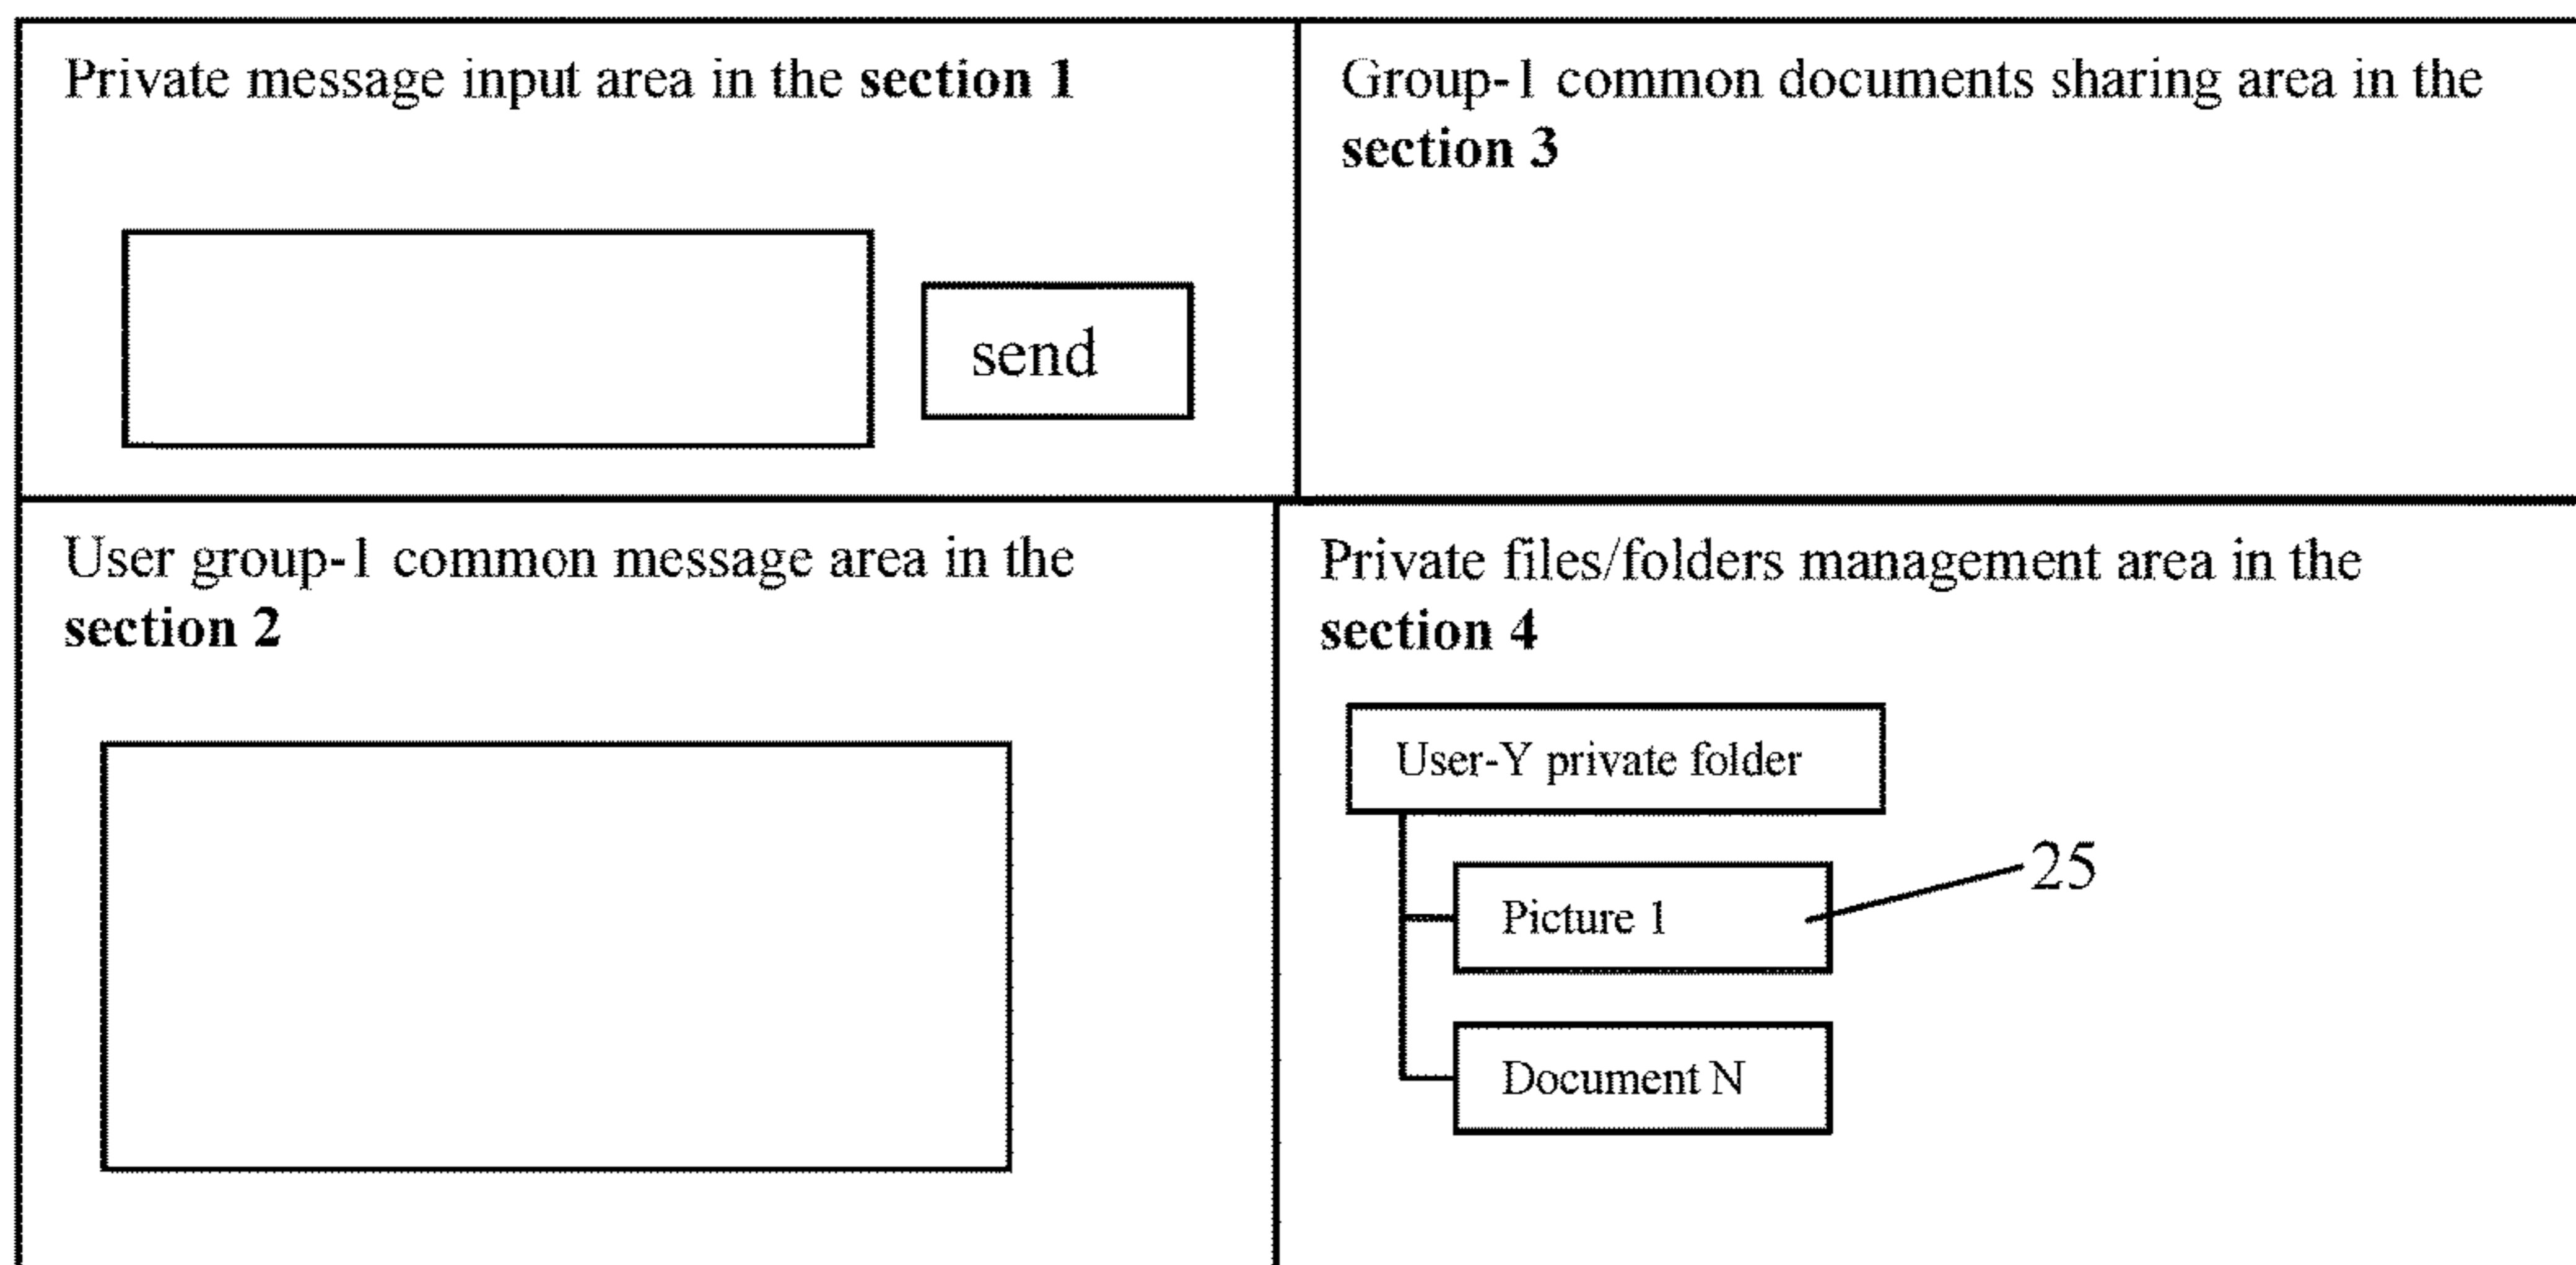 Private message input area in the section 1
send
Group-1 common documents sharing area in the
section 3
User group-1 common message area in the
section 2
Private files/folders management area in the
section 4
User-Y private folder
Picture 1
25
Document N